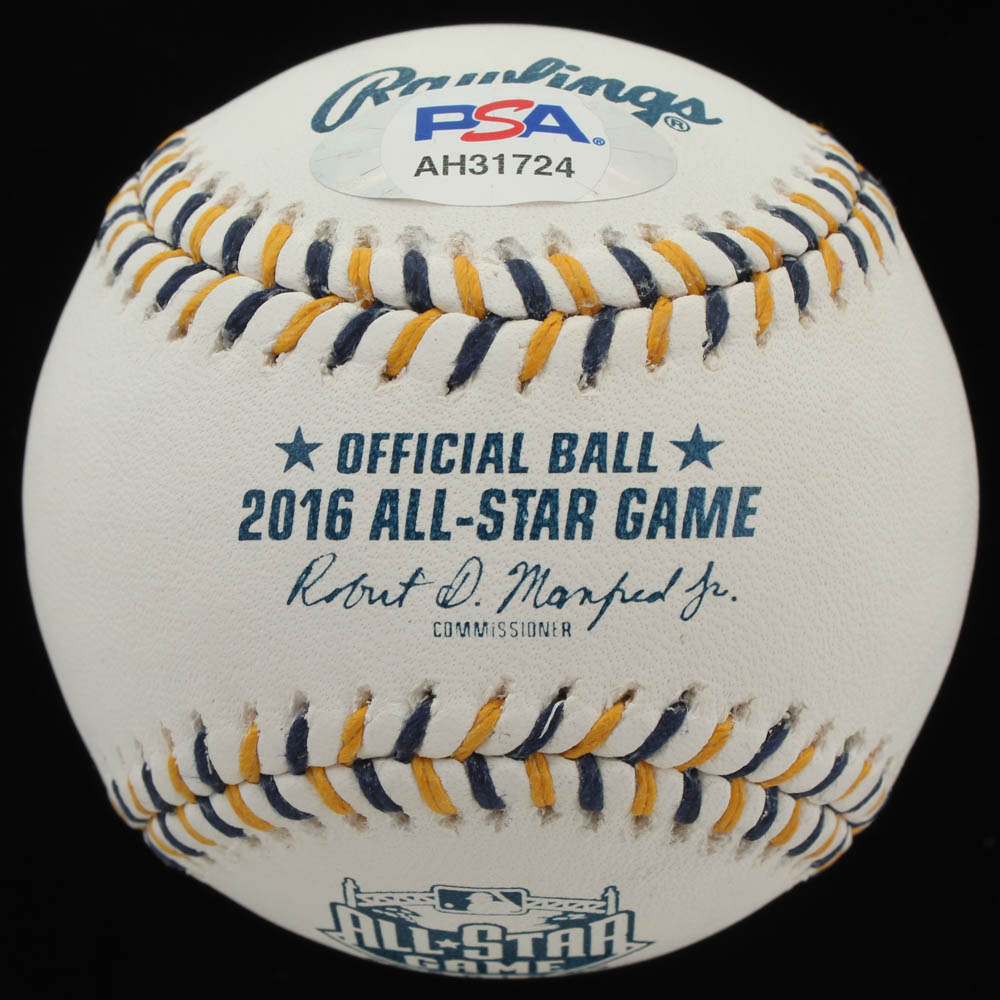 Rawlings®
PSA®
AH31724
★ OFFICIAL BALL ★
2016 ALL-STAR GAME
Robert D. Manfred Jr.
COMMISSIONER
ALL★STAR
GAME